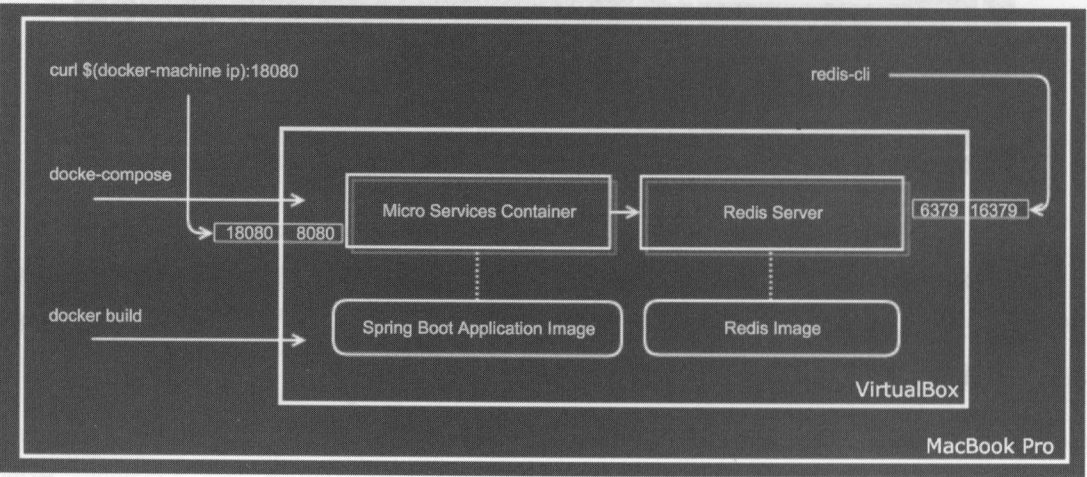 curl $(docker-machine ip):18080
redis-cli
docke-compose
Micro Services Container
Redis Server
6379 16379
18080 8080
docker build
Spring Boot Application Image
Redis Image
VirtualBox
MacBook Pro